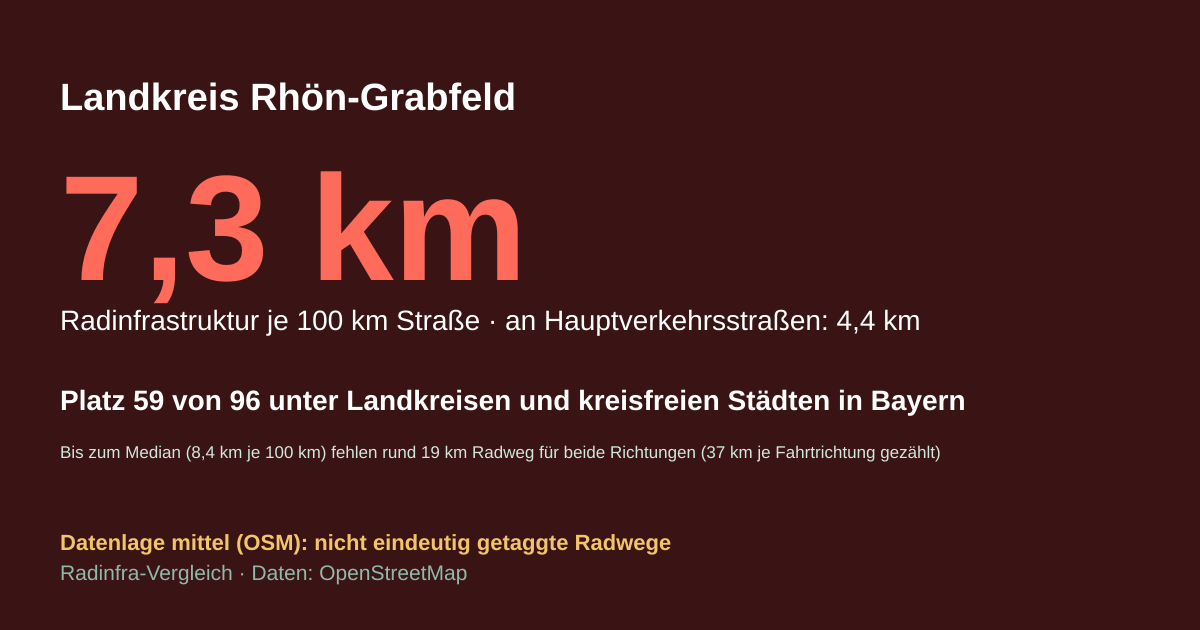 Landkreis Rhön-Grabfeld
7,3 km
Radinfrastruktur je 100 km Straße · an Hauptverkehrsstraßen: 4,4 km
Platz 59 von 96 unter Landkreisen und kreisfreien Städten in Bayern
Bis zum Median (8,4 km je 100 km) fehlen rund 19 km Radweg für beide Richtungen (37 km je Fahrtrichtung gezählt)
Datenlage mittel (OSM): nicht eindeutig getaggte Radwege
Radinfra-Vergleich · Daten: OpenStreetMap